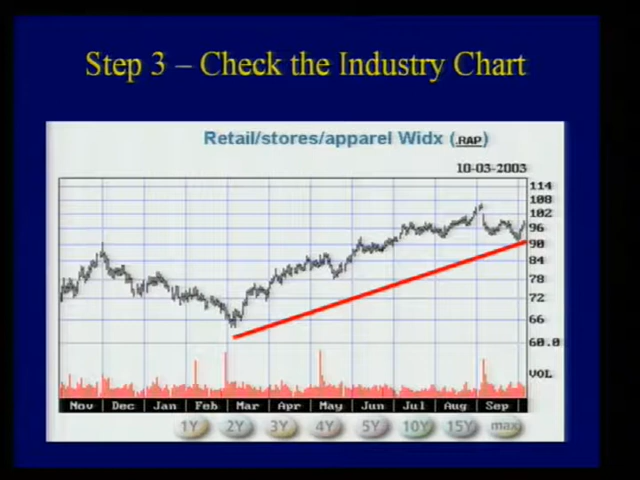 Step 3 – Check the Industry Chart
Retail/stores/apparel Widx (.RAP)
10-03-2003
114
108
102
96
90
84
78
72
66
60.0
VOL
Nov Dec Jan Feb Mar Apr May Jun Jul Aug Sep
1Y 2Y 3Y 4Y 5Y 10Y 15Y max